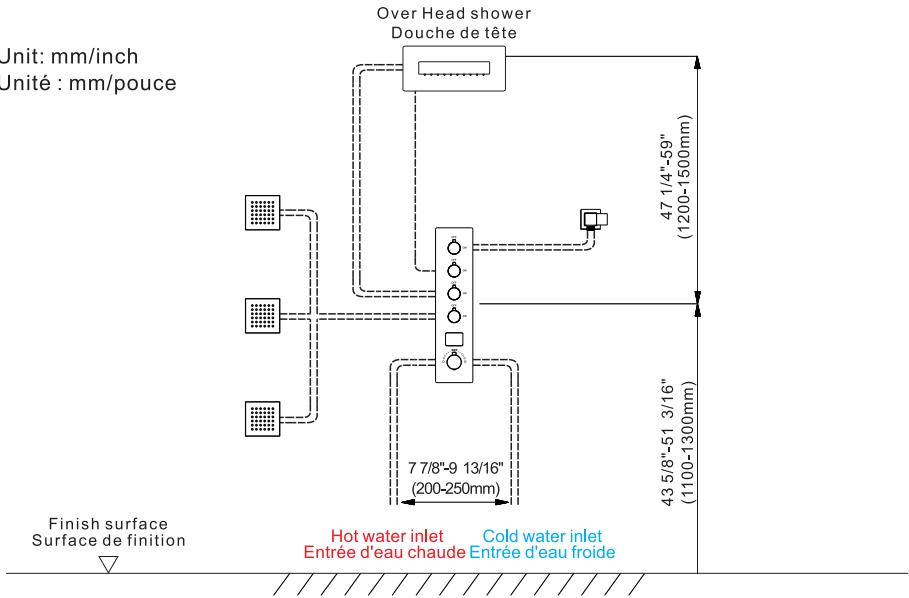 Over Head shower
Douche de tête
Unit: mm/inch
Unité : mm/pouce
47 1/4"-59"
(1200-1500mm)
43 5/8"-51 3/16"
(1100-1300mm)
7 7/8"-9 13/16"
(200-250mm)
Finish surface
Surface de finition
Hot water inlet
Entrée d'eau chaude
Cold water inlet
Entrée d'eau froide